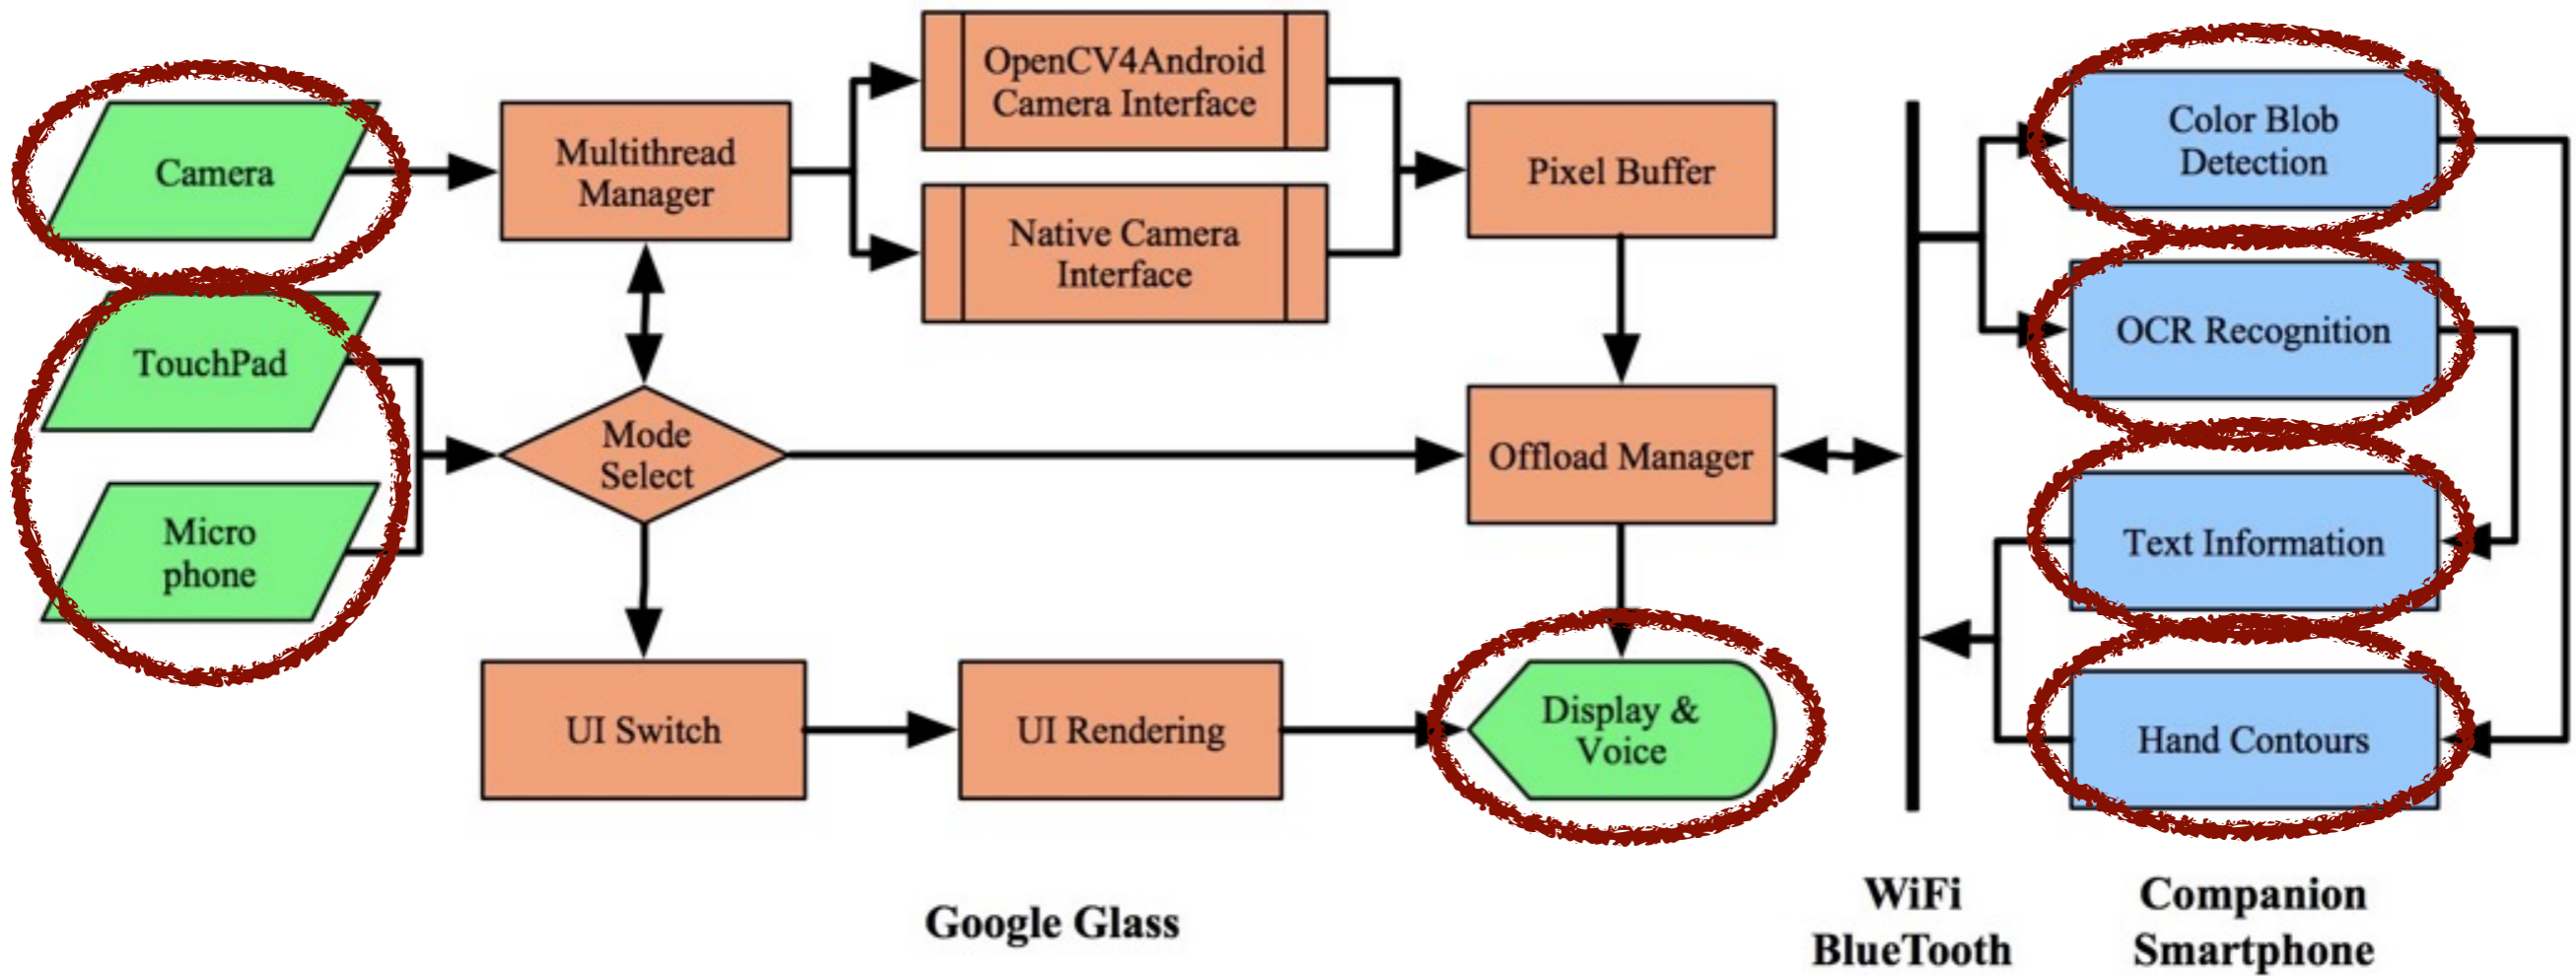 OpenCV4Android
Camera Interface
Camera
Multithread
Manager
Native Camera
Interface
Pixel Buffer
Color Blob
Detection
TouchPad
OCR Recognition
Micro
phone
Mode
Select
Offload Manager
Text Information
UI Switch
UI Rendering
Display &
Voice
Hand Contours
Google Glass
WiFi
BlueTooth
Companion
Smartphone